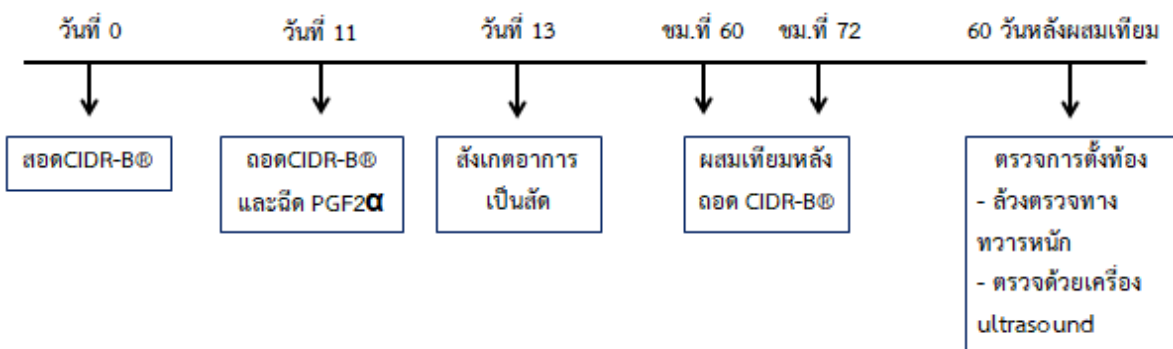 วันที่ 0
วันที่ 11
วันที่ 13
ชม.ที่ 60
ชม.ที่ 72
60 วันหลังผสมเทียม
สอดCIDR-B®
ถอดCIDR-B®
และฉีด PGF2α
สังเกตอาการ
เป็นสัด
ผสมเทียมหลัง
ถอด CIDR-B®
ตรวจการตั้งท้อง
- ล้วงตรวจทาง
ทวารหนัก
- ตรวจด้วยเครื่อง
ultrasound